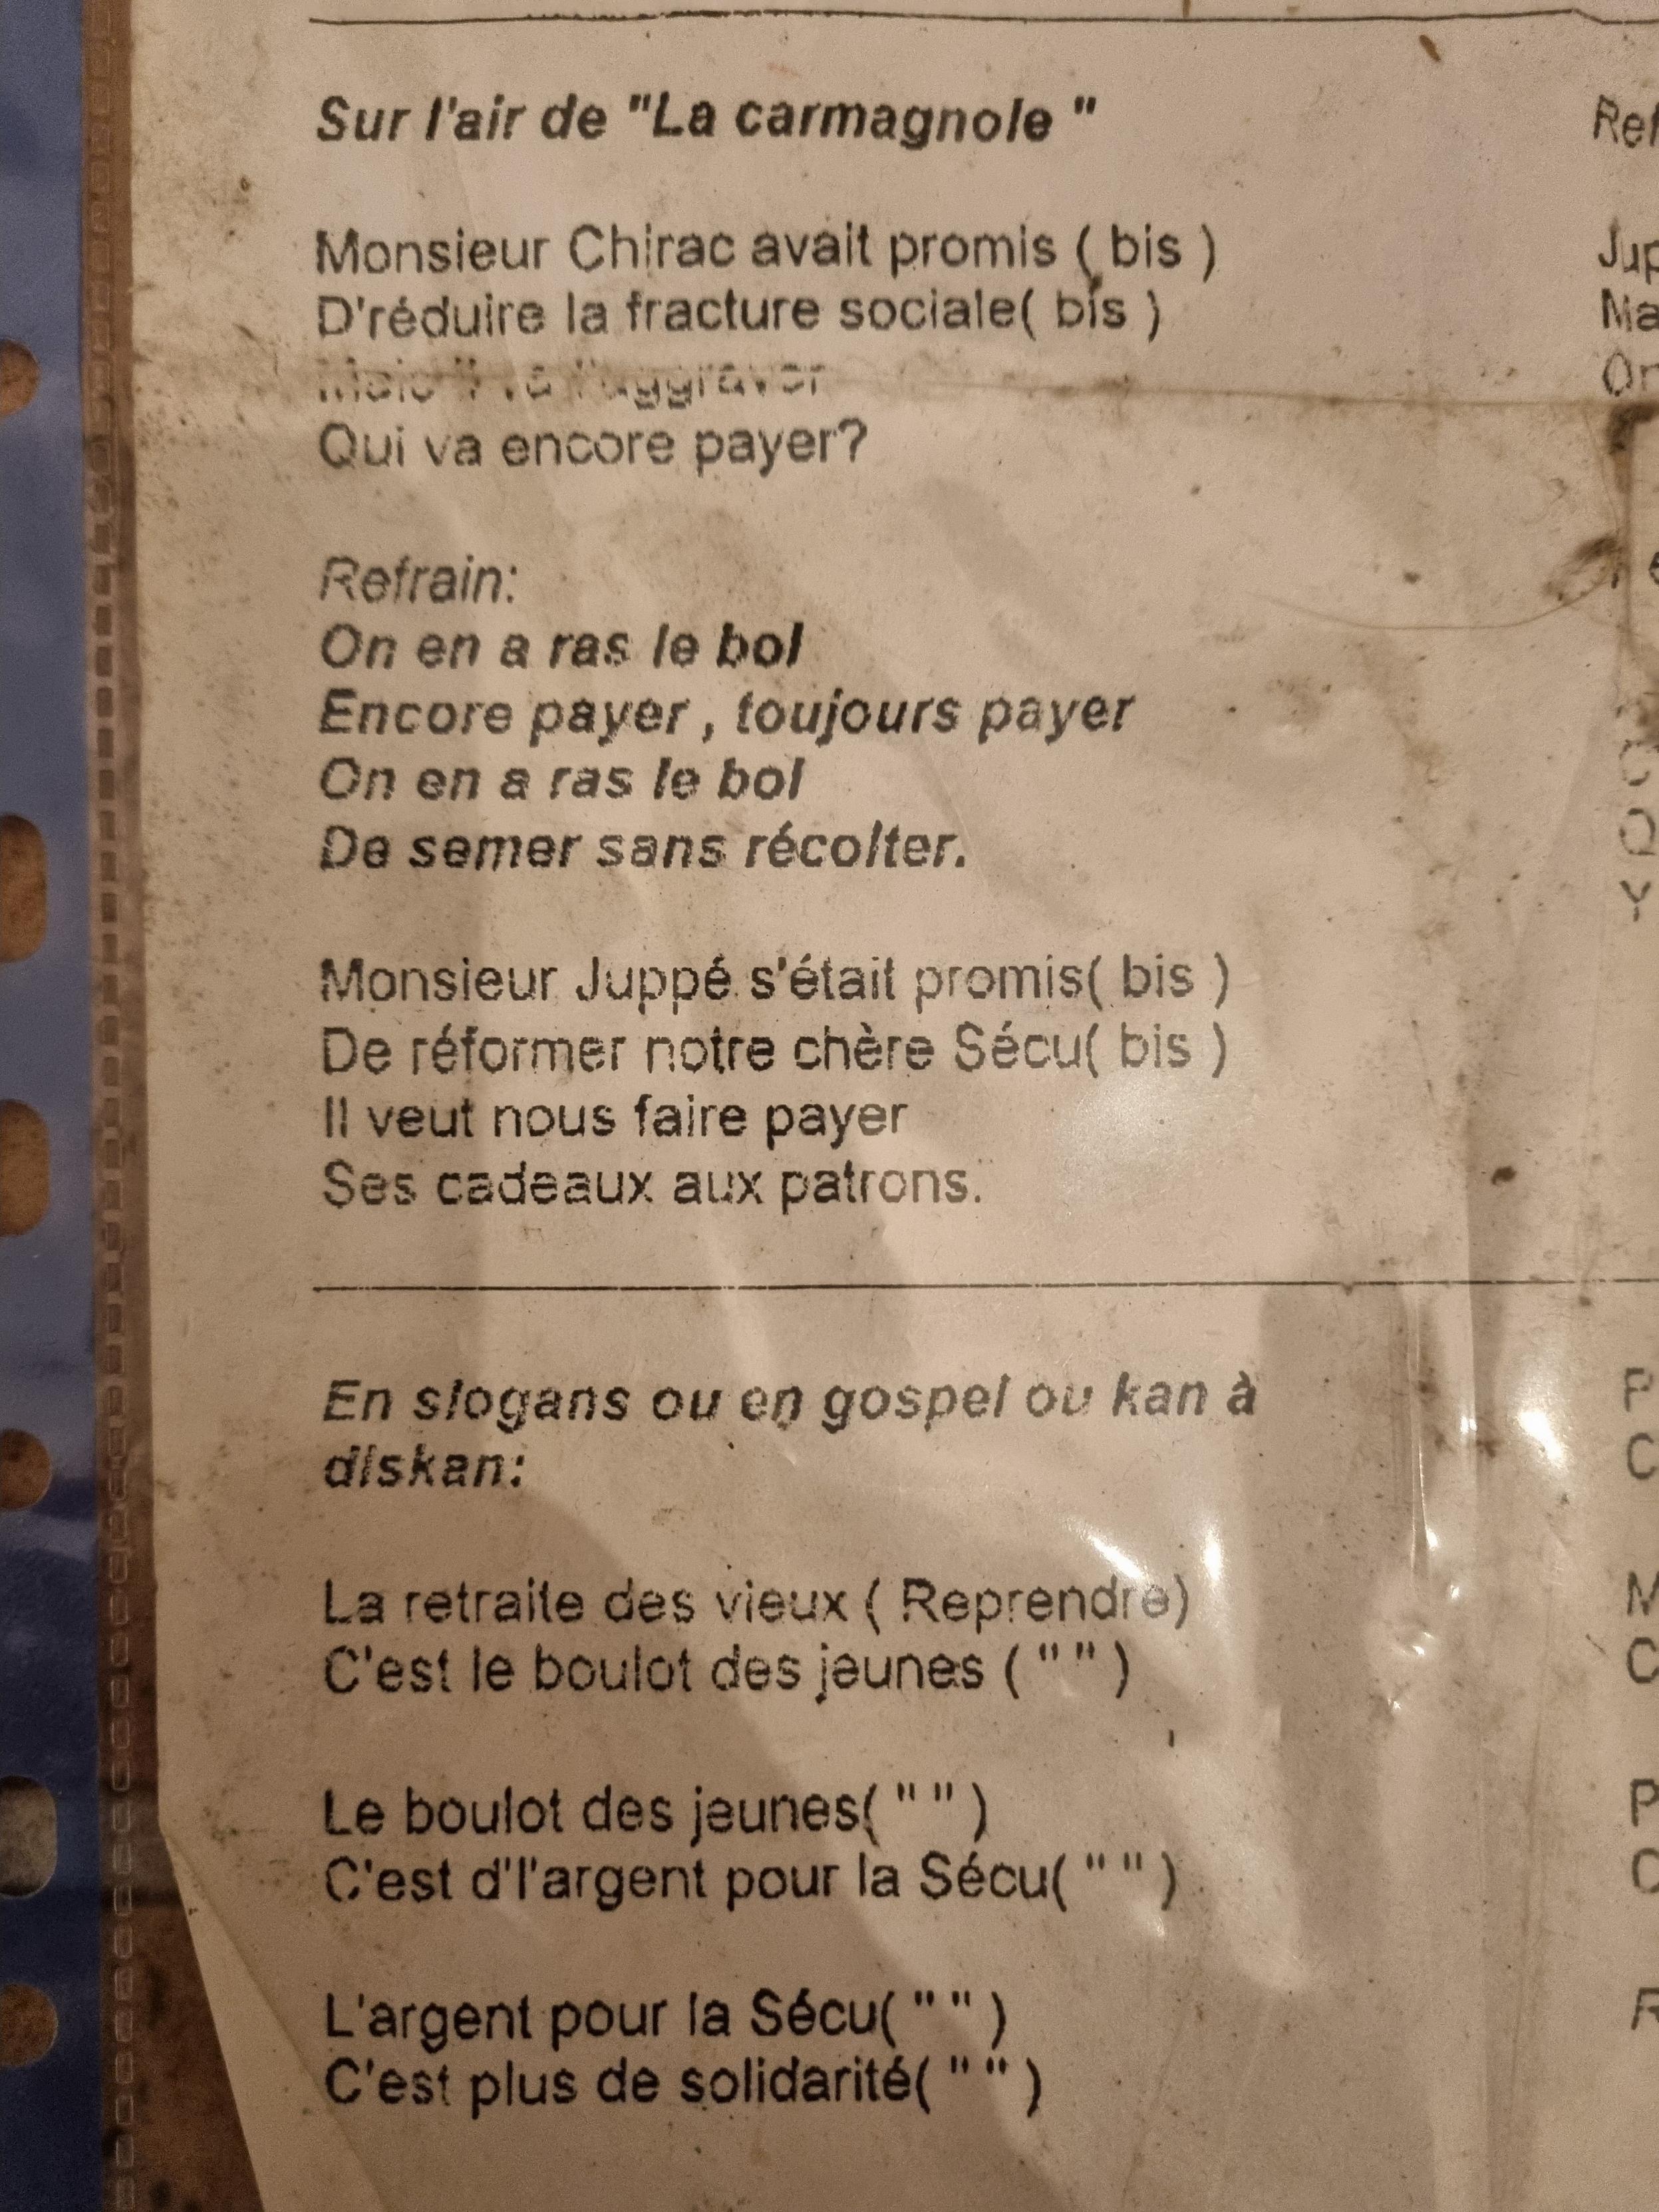 Sur l'air de "La carmagnole "
Monsieur Chirac avait promis ( bis )
D'réduire la fracture sociale( bis )
va l'aggraver
Qui va encore payer?
Refrain:
On en a ras le bol
Encore payer , toujours payer
On en a ras le bol
De semer sans récolter.
Monsieur Juppé s'était promis( bis )
De réformer notre chère Sécu( bis )
Il veut nous faire payer
Ses cadeaux aux patrons.
En slogans ou en gospel ou kan à
diskan:
La retraite des vieux ( Reprendre)
C'est le boulot des jeunes ( " " )
Le boulot des jeunes( " " )
C'est d'l'argent pour la Sécu( " " )
L'argent pour la Sécu( " " )
C'est plus de solidarité( " " )